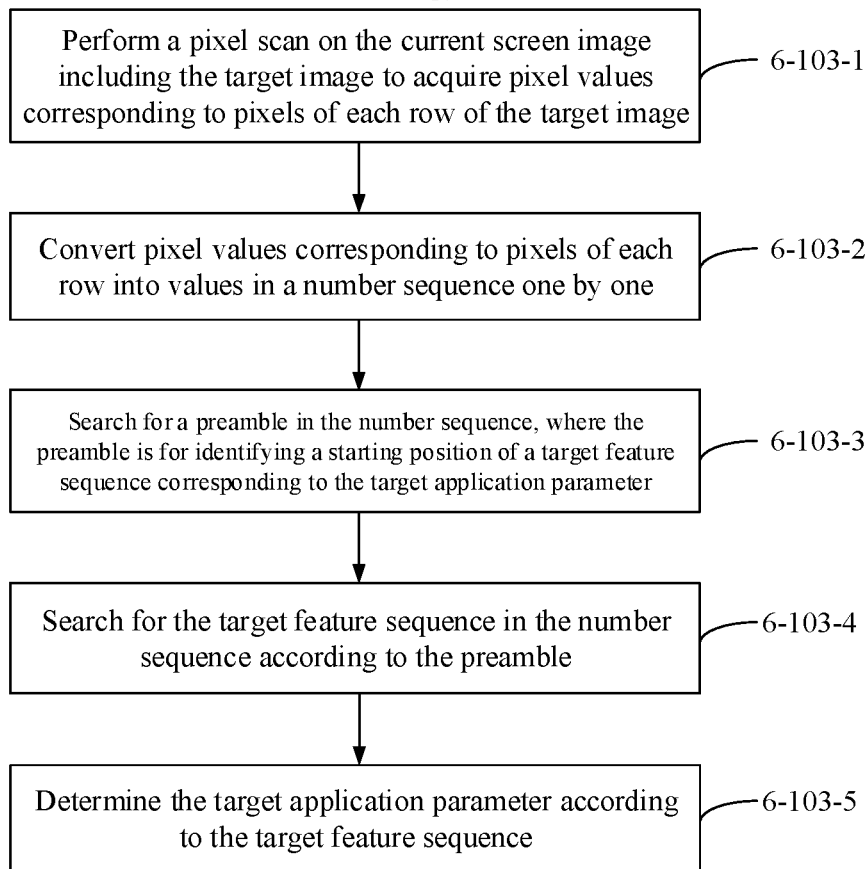 Perform a pixel scan on the current screen image
including the target image to acquire pixel values
corresponding to pixels of each row of the target image
6-103-1
Convert pixel values corresponding to pixels of each
row into values in a number sequence one by one
6-103-2
Search for a preamble in the number sequence, where the
preamble is for identifying a starting position of a target feature
sequence corresponding to the target application parameter
6-103-3
Search for the target feature sequence in the number
sequence according to the preamble
6-103-4
Determine the target application parameter according
to the target feature sequence
6-103-5